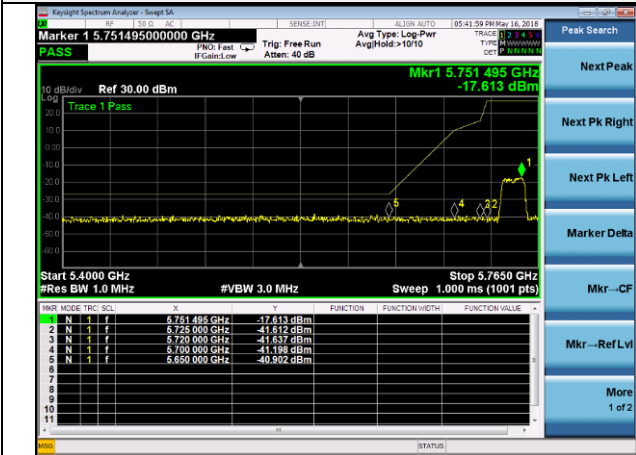 Keysight Spectrum Analyzer - Swept SA
RF 50 Ω AC SENSE:INT ALIGN AUTO 05:41:59 PM May 16, 2018
Marker 1 5.751495000000 GHz Avg Type: Log-Pwr TRACE 1 2 3 4 5 6
PASS PNO: Fast Trig: Free Run Avg|Hold:>10/10 TYPE M W W W W W
IFGain:Low Atten: 40 dB DET P N N N N N
Peak Search
Mkr1 5.751 495 GHz
10 dB/div Ref 30.00 dBm -17.613 dBm
Log
Trace 1 Pass
20.0
10.0
0.00
-10.0
-20.0
-30.0
-40.0
-50.0
-60.0
1
5 4 3 2
Start 5.4000 GHz Stop 5.7650 GHz
#Res BW 1.0 MHz #VBW 3.0 MHz Sweep 1.000 ms (1001 pts)
MKR MODE TRC SCL X Y FUNCTION FUNCTION WIDTH FUNCTION VALUE
1 N 1 f 5.751 495 GHz -17.613 dBm
2 N 1 f 5.725 000 GHz -41.612 dBm
3 N 1 f 5.720 000 GHz -41.637 dBm
4 N 1 f 5.700 000 GHz -41.198 dBm
5 N 1 f 5.650 000 GHz -40.902 dBm
6
7
8
9
10
11
MSG STATUS
Next Peak
Next Pk Right
Next Pk Left
Marker Delta
Mkr→CF
Mkr→Ref Lvl
More
1 of 2